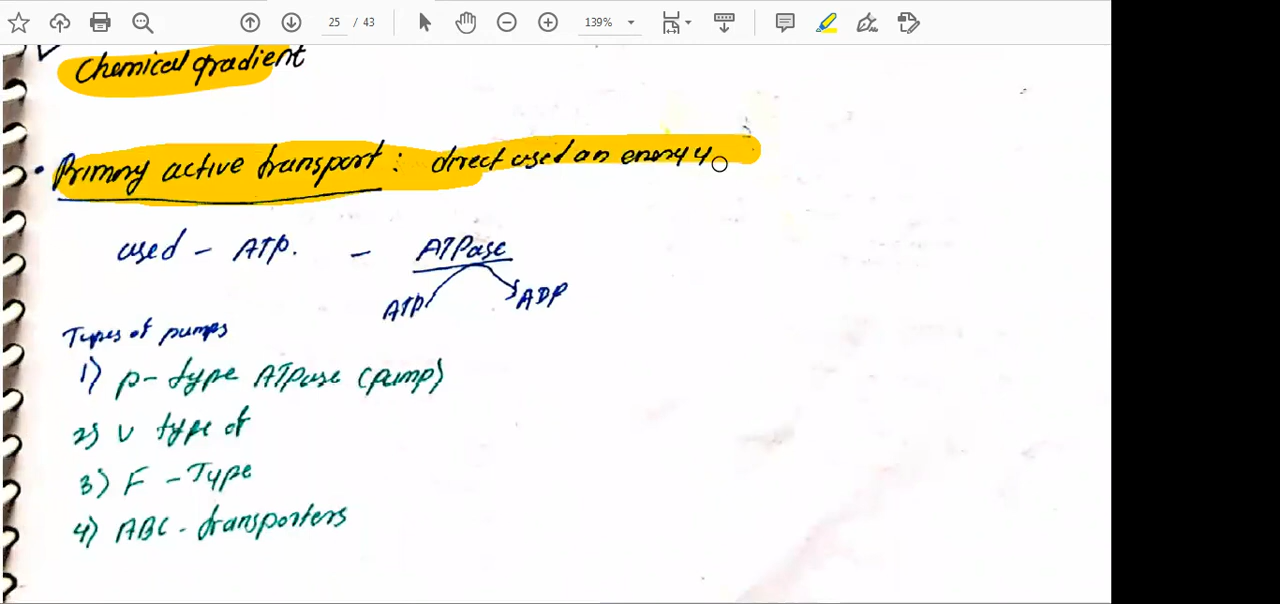 25 / 43
139%
Chemical gradient
• Primary active transport : direct used an energy.
used - ATP. - ATPase
ATP ADP
Types of pumps
1) P- type ATPase (pump)
2) V type of
3) F - Type
4) ABC - transporters